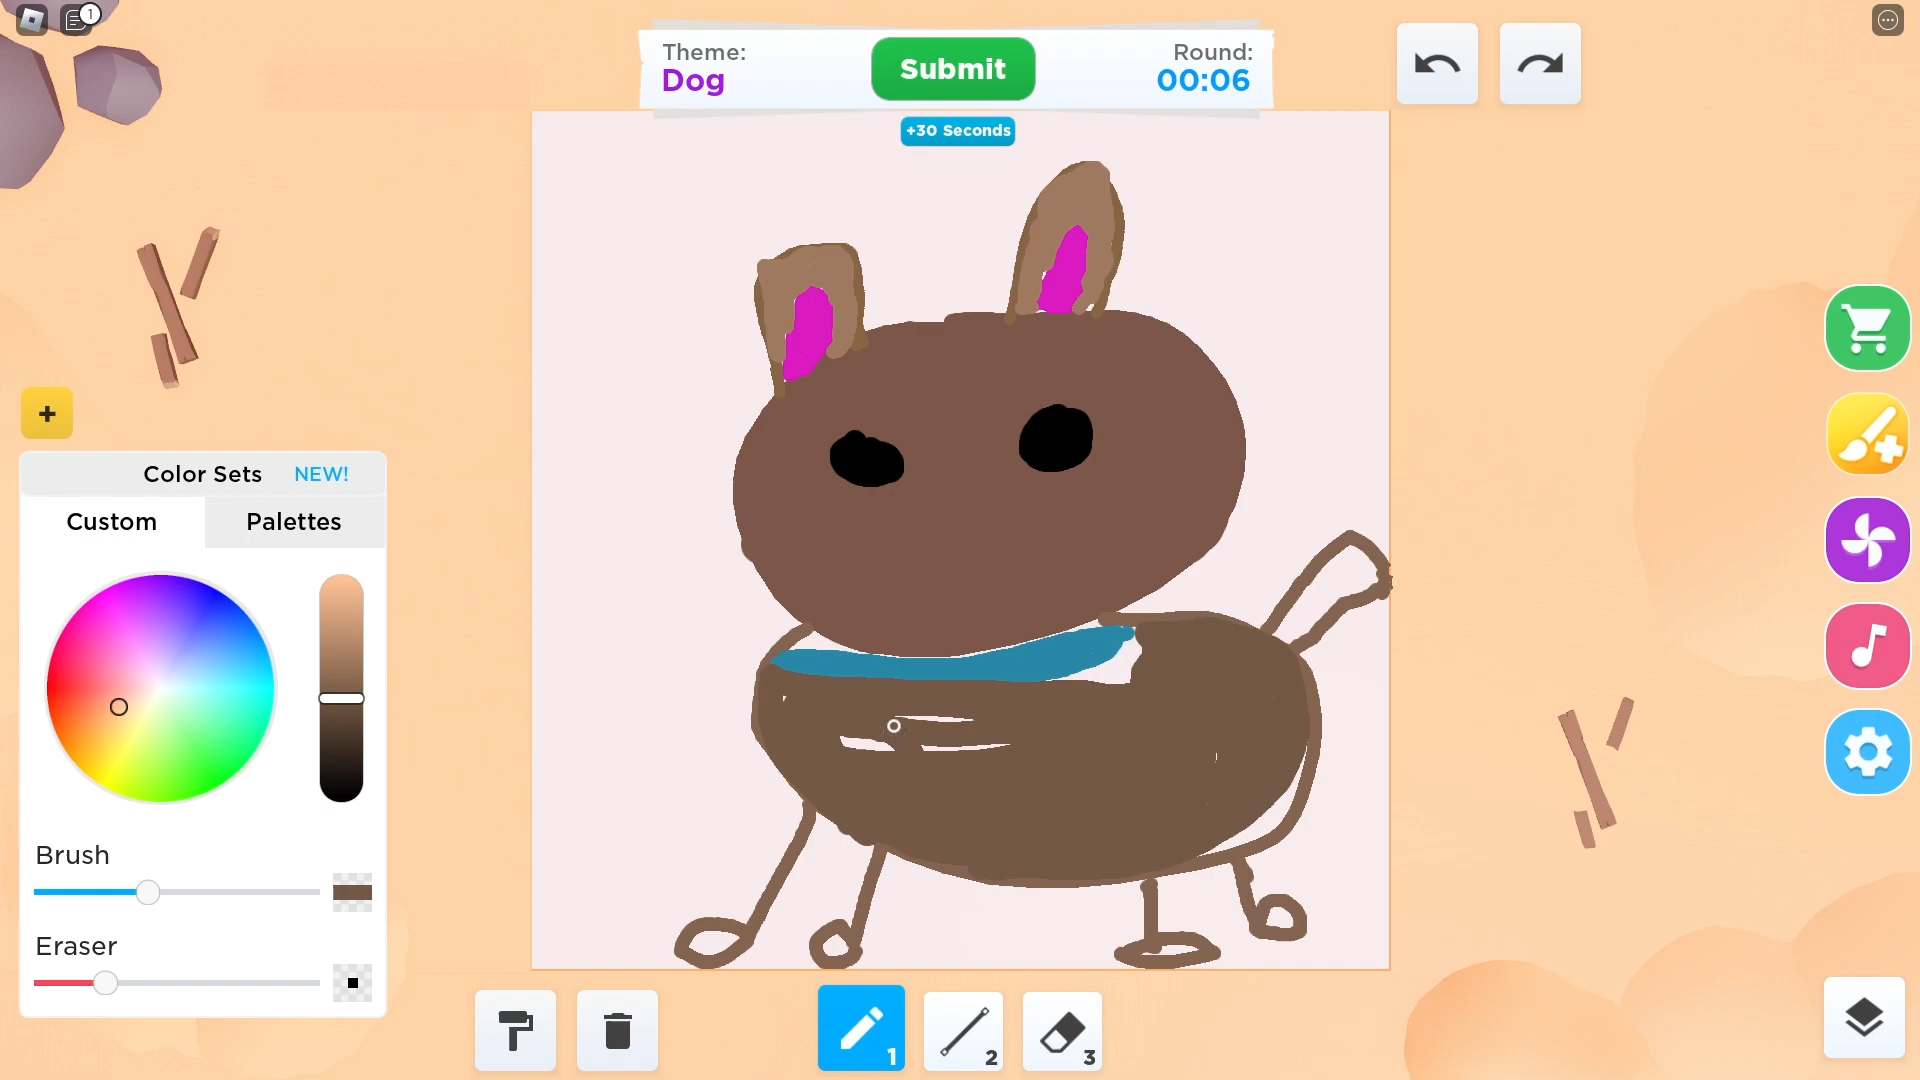 1
Theme:
Dog
Submit
Round:
00:06
+30 Seconds
+
Color Sets NEW!
Custom
Palettes
Brush
Eraser
1
2
3